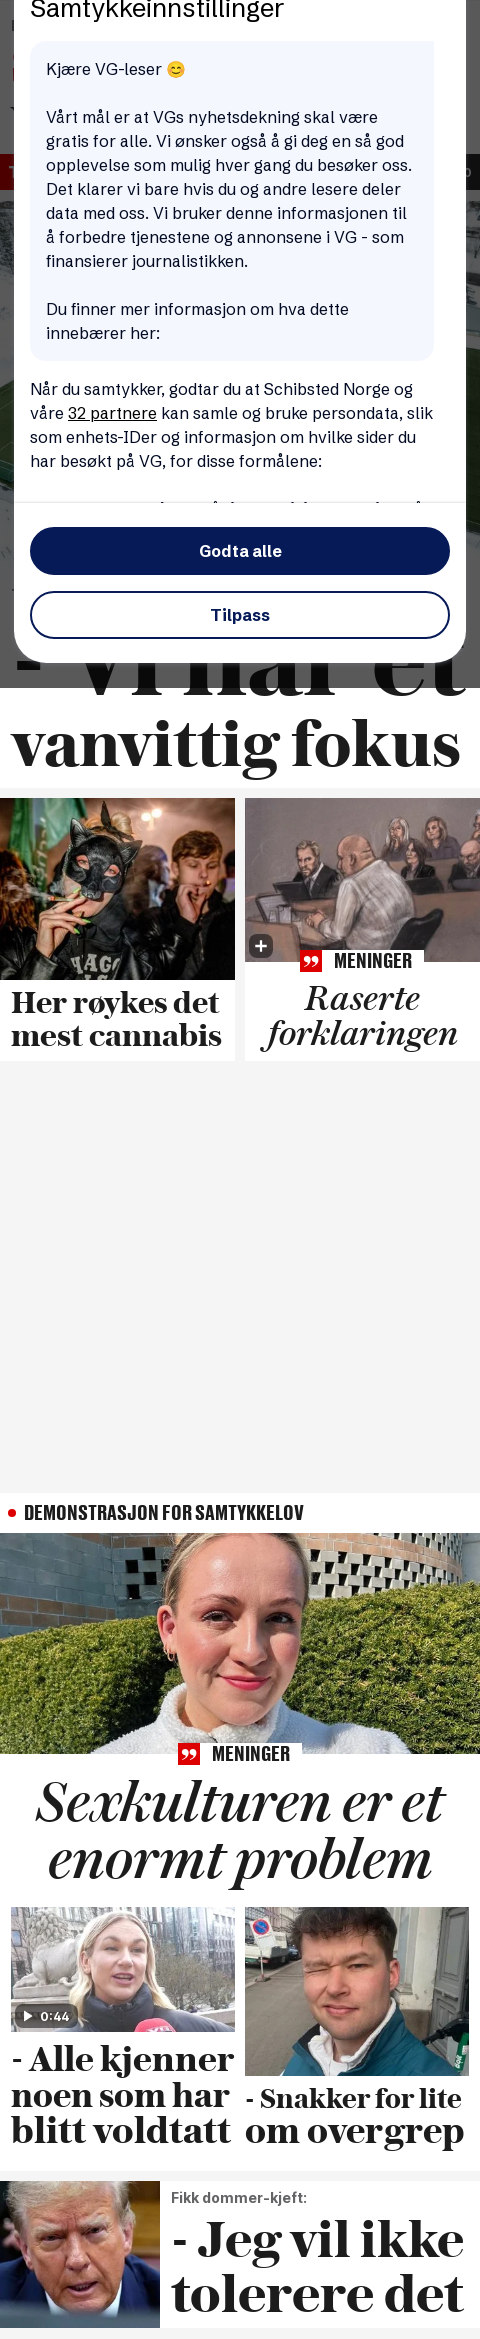 Samtykkeinnstillinger
Kjære VG-leser 😊
Vårt mål er at VGs nyhetsdekning skal være
gratis for alle. Vi ønsker også å gi deg en så god
opplevelse som mulig hver gang du besøker oss.
Det klarer vi bare hvis du og andre lesere deler
data med oss. Vi bruker denne informasjonen til
å forbedre tjenestene og annonsene i VG - som
finansierer journalistikken.
Du finner mer informasjon om hva dette
innebærer her:
Når du samtykker, godtar du at Schibsted Norge og
våre 32 partnere kan samle og bruke persondata, slik
som enhets-IDer og informasjon om hvilke sider du
har besøkt på VG, for disse formålene:
Godta alle
Tilpass
- Vi har et
vanvittig fokus
Her røykes det
mest cannabis
MENINGER
Raserte
forklaringen
DEMONSTRASJON FOR SAMTYKKELOV
MENINGER
Sexkulturen er et
enormt problem
0:44
- Alle kjenner
noen som har
blitt voldtatt
- Snakker for lite
om overgrep
Fikk dommer-kjeft:
- Jeg vil ikke
tolerere det